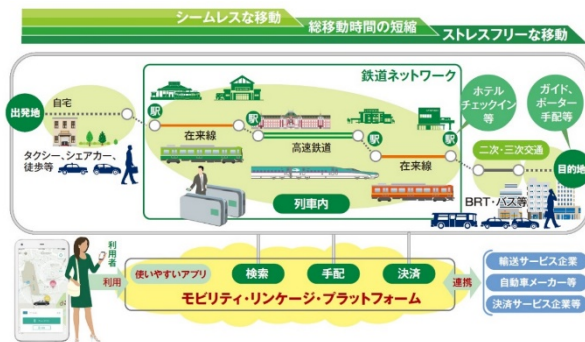 シームレスな移動
総移動時間の短縮
ストレスフリーな移動
鉄道ネットワーク
ホテル
チェックイン
等
ガイド、
ポーター
手配等
出発地
自宅
駅
駅
駅
駅
在来線
高速鉄道
在来線
二次・三次交通
目的地
タクシー、シェアカー、
徒歩等
列車内
BRT・バス等
利用者
利用
使いやすいアプリ
検索
手配
決済
連携
モビリティ・リンケージ・プラットフォーム
輸送サービス企業
自動車メーカー等
決済サービス企業等